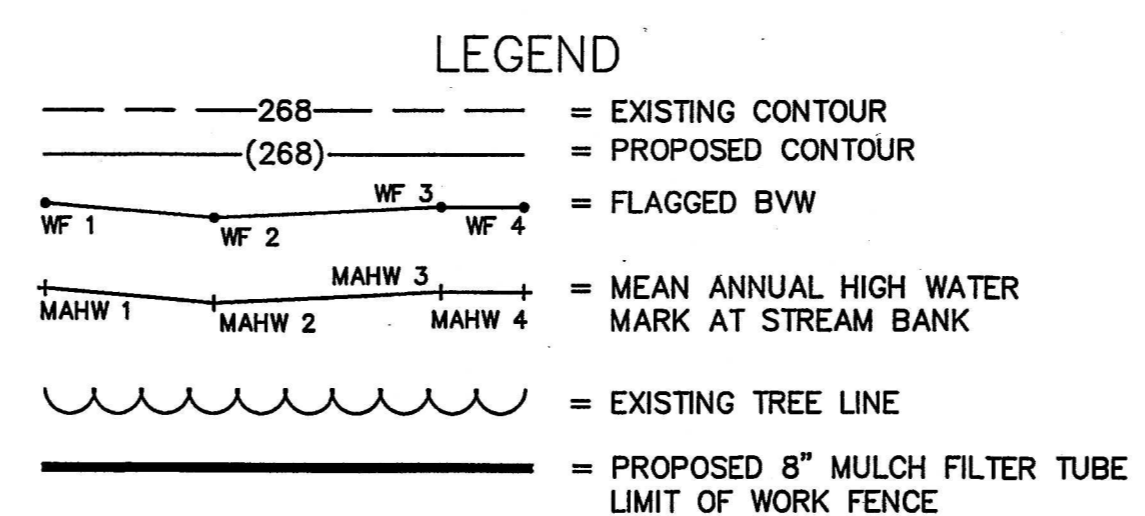 LEGEND
268 = EXISTING CONTOUR
(268) = PROPOSED CONTOUR
WF 1 WF 2 WF 3 WF 4 = FLAGGED BVW
MAHW 1 MAHW 2 MAHW 3 MAHW 4 = MEAN ANNUAL HIGH WATER
MARK AT STREAM BANK
= EXISTING TREE LINE
= PROPOSED 8" MULCH FILTER TUBE
LIMIT OF WORK FENCE